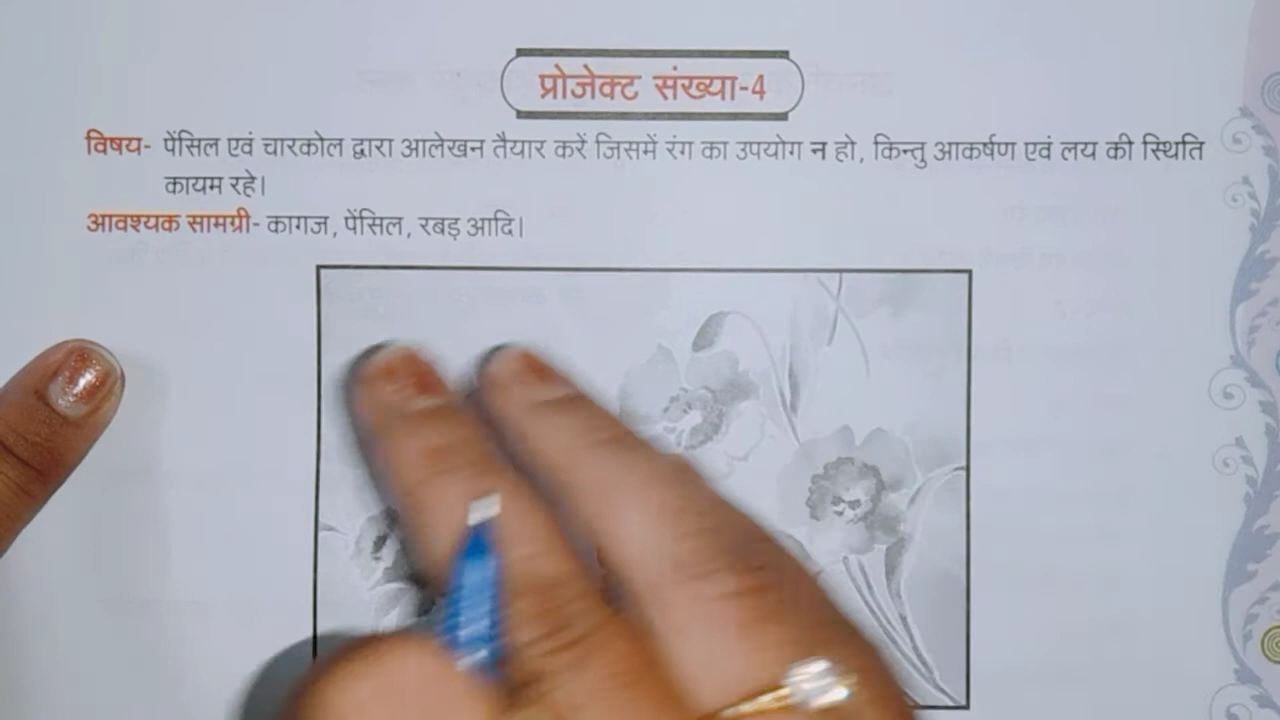 प्रोजेक्ट संख्या-4
विषय- पेंसिल एवं चारकोल द्वारा आलेखन तैयार करें जिसमें रंग का उपयोग न हो, किन्तु आकर्षण एवं लय की स्थिति
कायम रहे।
आवश्यक सामग्री- कागज, पेंसिल, रबड़ आदि।